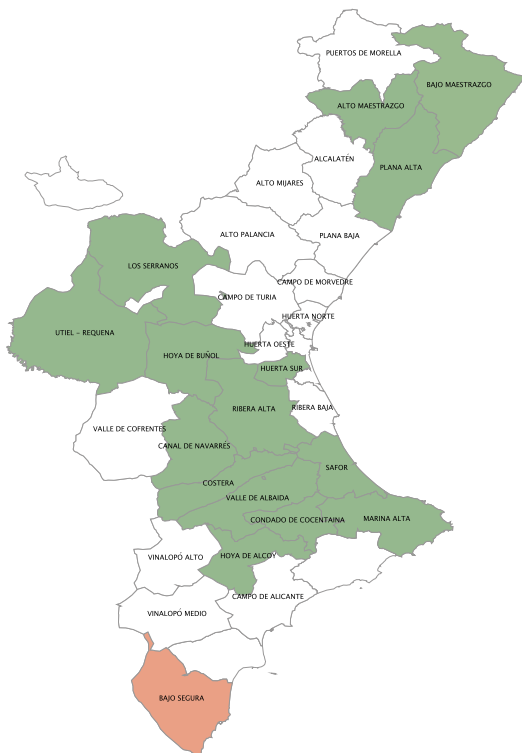 PUERTOS DE MORELLA
BAJO MAESTRAZGO
ALTO MAESTRAZGO
ALCALATÉN
PLANA ALTA
ALTO MIJARES
ALTO PALANCIA
PLANA BAJA
LOS SERRANOS
CAMPO DE MORVEDRE
CAMPO DE TURIA
HUERTA NORTE
UTIEL – REQUENA
HUERTA OESTE
HOYA DE BUÑOL
HUERTA SUR
RIBERA ALTA
RIBERA BAJA
VALLE DE COFRENTES
CANAL DE NAVARRÉS
SAFOR
COSTERA
VALLE DE ALBAIDA
CONDADO DE COCENTAINA
MARINA ALTA
VINALOPÓ ALTO
HOYA DE ALCOY
CAMPO DE ALICANTE
VINALOPÓ MEDIO
BAJO SEGURA